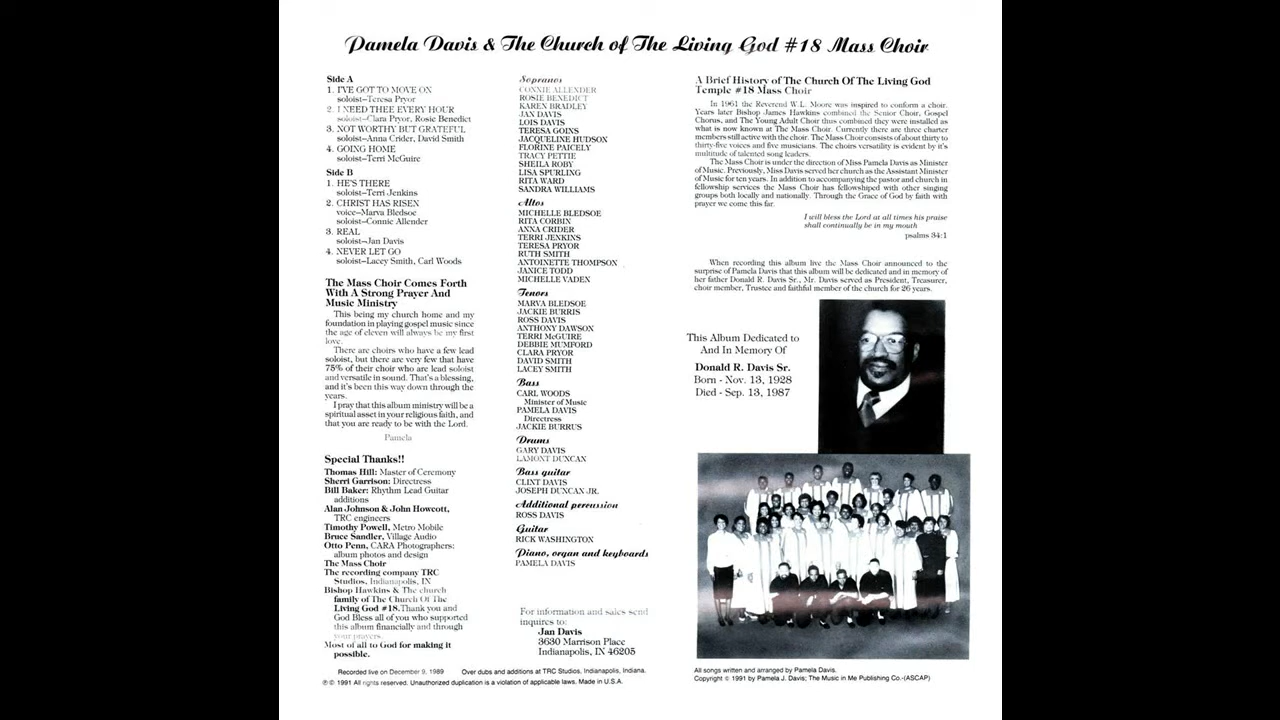 Pamela Davis & The Church of The Living God #18 Mass Choir
Side A
1. I'VE GOT TO MOVE ON
soloist–Teresa Pryor
2. I NEED THEE EVERY HOUR
soloist–Clara Pryor, Rosie Benedict
3. NOT WORTHY BUT GRATEFUL
soloist–Anna Crider, David Smith
4. GOING HOME
soloist–Terri McGuire
Side B
1. HE'S THERE
soloist–Terri Jenkins
2. CHRIST HAS RISEN
voice–Marva Bledsoe
soloist–Connie Allender
3. REAL
soloist–Jan Davis
4. NEVER LET GO
soloist–Lacey Smith, Carl Woods
The Mass Choir Comes Forth
With A Strong Prayer And
Music Ministry
This being my church home and my
foundation in playing gospel music since
the age of eleven will always be my first
love.
There are choirs who have a few lead
soloist, but there are very few that have
75% of their choir who are lead soloist
and versatile in sound. That's a blessing,
and it's been this way down through the
years.
I pray that this album ministry will be a
spiritual asset in your religious faith, and
that you are ready to be with the Lord.
Pamela
Special Thanks!!
Thomas Hill: Master of Ceremony
Sherri Garrison: Directress
Bill Baker: Rhythm Lead Guitar
additions
Alan Johnson & John Howcott,
TRC engineers
Timothy Powell, Metro Mobile
Bruce Sandler, Village Audio
Otto Penn, CARA Photographers:
album photos and design
The Mass Choir
The recording company TRC
Studios, Indianapolis, IN
Bishop Hawkins & The church
family of The Church Of The
Living God #18.Thank you and
God Bless all of you who supported
this album financially and through
your prayers.
Most of all to God for making it
possible.
Sopranos
CONNIE ALLENDER
ROSIE BENEDICT
KAREN BRADLEY
JAN DAVIS
LOIS DAVIS
TERESA GOINS
JACQUELINE HUDSON
FLORINE PAICELY
TRACY PETTIE
SHEILA ROBY
LISA SPURLING
RITA WARD
SANDRA WILLIAMS
Altos
MICHELLE BLEDSOE
RITA CORBIN
ANNA CRIDER
TERRI JENKINS
TERESA PRYOR
RUTH SMITH
ANTOINETTE THOMPSON
JANICE TODD
MICHELLE VADEN
Tenors
MARVA BLEDSOE
JACKIE BURRIS
ROSS DAVIS
ANTHONY DAWSON
TERRI McGUIRE
DEBBIE MUMFORD
CLARA PRYOR
DAVID SMITH
LACEY SMITH
Bass
CARL WOODS
Minister of Music
PAMELA DAVIS
Directress
JACKIE BURRUS
Drums
GARY DAVIS
LAMONT DUNCAN
Bass guitar
CLINT DAVIS
JOSEPH DUNCAN JR.
Additional percussion
ROSS DAVIS
Guitar
RICK WASHINGTON
Piano, organ and keyboards
PAMELA DAVIS
For information and sales send
inquires to:
Jan Davis
3630 Marrison Place
Indianapolis, IN 46205
A Brief History of The Church Of The Living God
Temple #18 Mass Choir
In 1961 the Reverend W.L. Moore was inspired to conform a choir.
Years later Bishop James Hawkins combined the Senior Choir, Gospel
Chorus, and The Young Adult Choir thus combined they were installed as
what is now known at The Mass Choir. Currently there are three charter
members still active with the choir. The Mass Choir consists of about thirty to
thirty-five voices and five musicians. The choirs versatility is evident by it's
multitude of talented song leaders.
The Mass Choir is under the direction of Miss Pamela Davis as Minister
of Music. Previously, Miss Davis served her church as the Assistant Minister
of Music for ten years. In addition to accompanying the pastor and church in
fellowship services the Mass Choir has fellowshiped with other singing
groups both locally and nationally. Through the Grace of God by faith with
prayer we come this far.
I will bless the Lord at all times his praise
shall continually be in my mouth
psalms 34:1
When recording this album live the Mass Choir announced to the
surprise of Pamela Davis that this album will be dedicated and in memory of
her father Donald R. Davis Sr., Mr. Davis served as President, Treasurer,
choir member, Trustee and faithful member of the church for 26 years.
This Album Dedicated to
And In Memory Of
Donald R. Davis Sr.
Born - Nov. 13, 1928
Died - Sep. 13, 1987
Recorded live on December 9, 1989 Over dubs and additions at TRC Studios, Indianapolis, Indiana.
℗ © 1991 All rights reserved. Unauthorized duplication is a violation of applicable laws, Made in U.S.A.
All songs written and arranged by Pamela Davis.
Copyright © 1991 by Pamela J. Davis; The Music in Me Publishing Co.-(ASCAP)